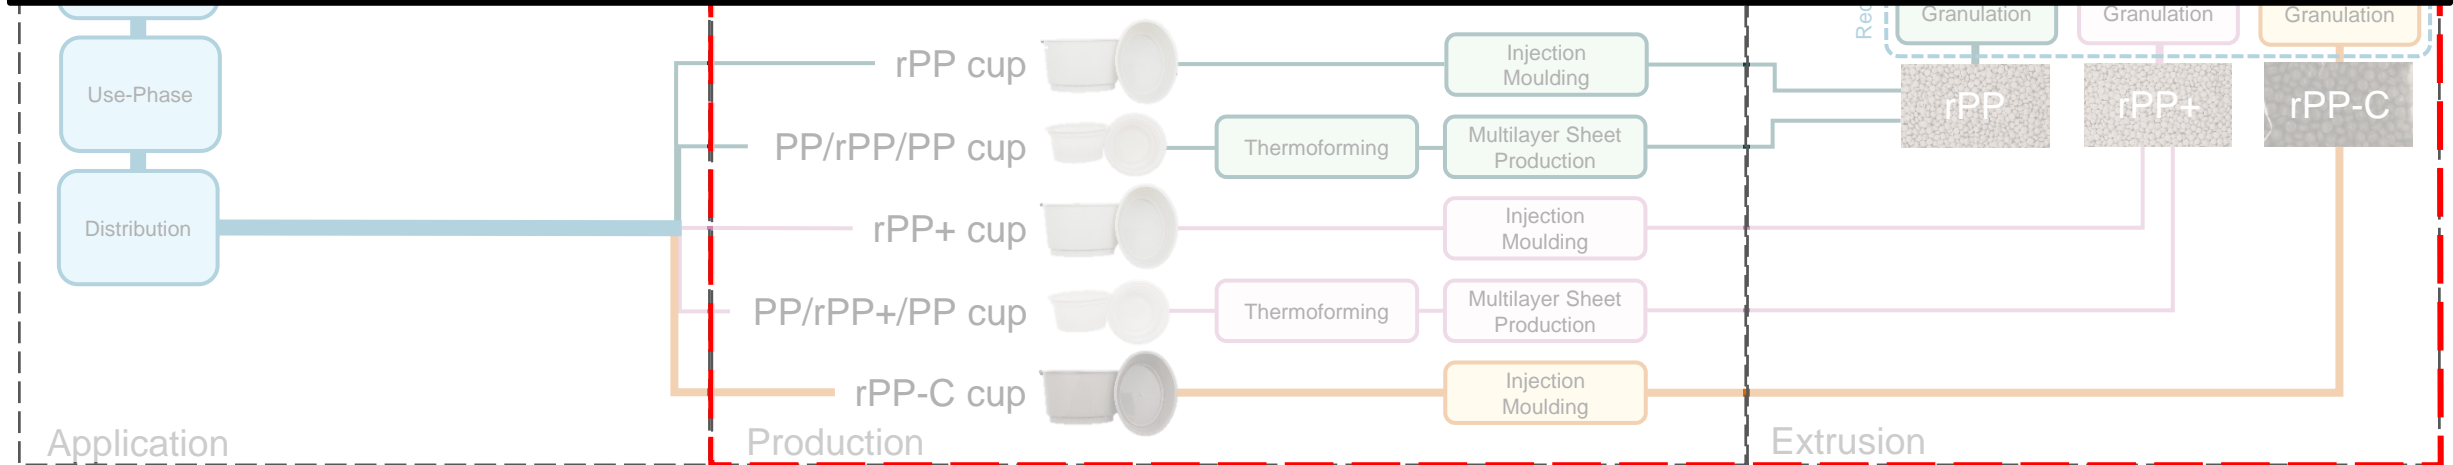 Granulation
Granulation
Granulation
Rec
rPP cup
Injection
Moulding
Use-Phase
rPP
rPP+
rPP-C
PP/rPP/PP cup
Thermoforming
Multilayer Sheet
Production
Distribution
rPP+ cup
Injection
Moulding
PP/rPP+/PP cup
Thermoforming
Multilayer Sheet
Production
rPP-C cup
Injection
Moulding
Application
Production
Extrusion